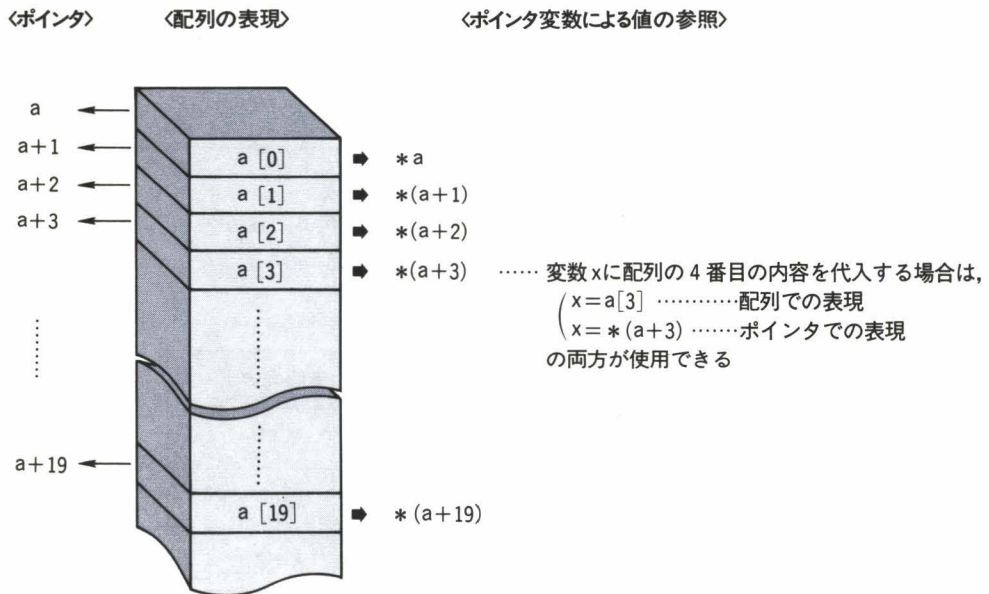 〈ポインタ〉 〈配列の表現〉 〈ポインタ変数による値の参照〉
a
a+1 a [0] *a
a+2 a [1] *(a+1)
a+3 a [2] *(a+2)
a [3] *(a+3) …… 変数xに配列の4番目の内容を代入する場合は,
x=a[3] …………配列での表現
x=*(a+3) ……ポインタでの表現
の両方が使用できる
a+19
a [19] *(a+19)